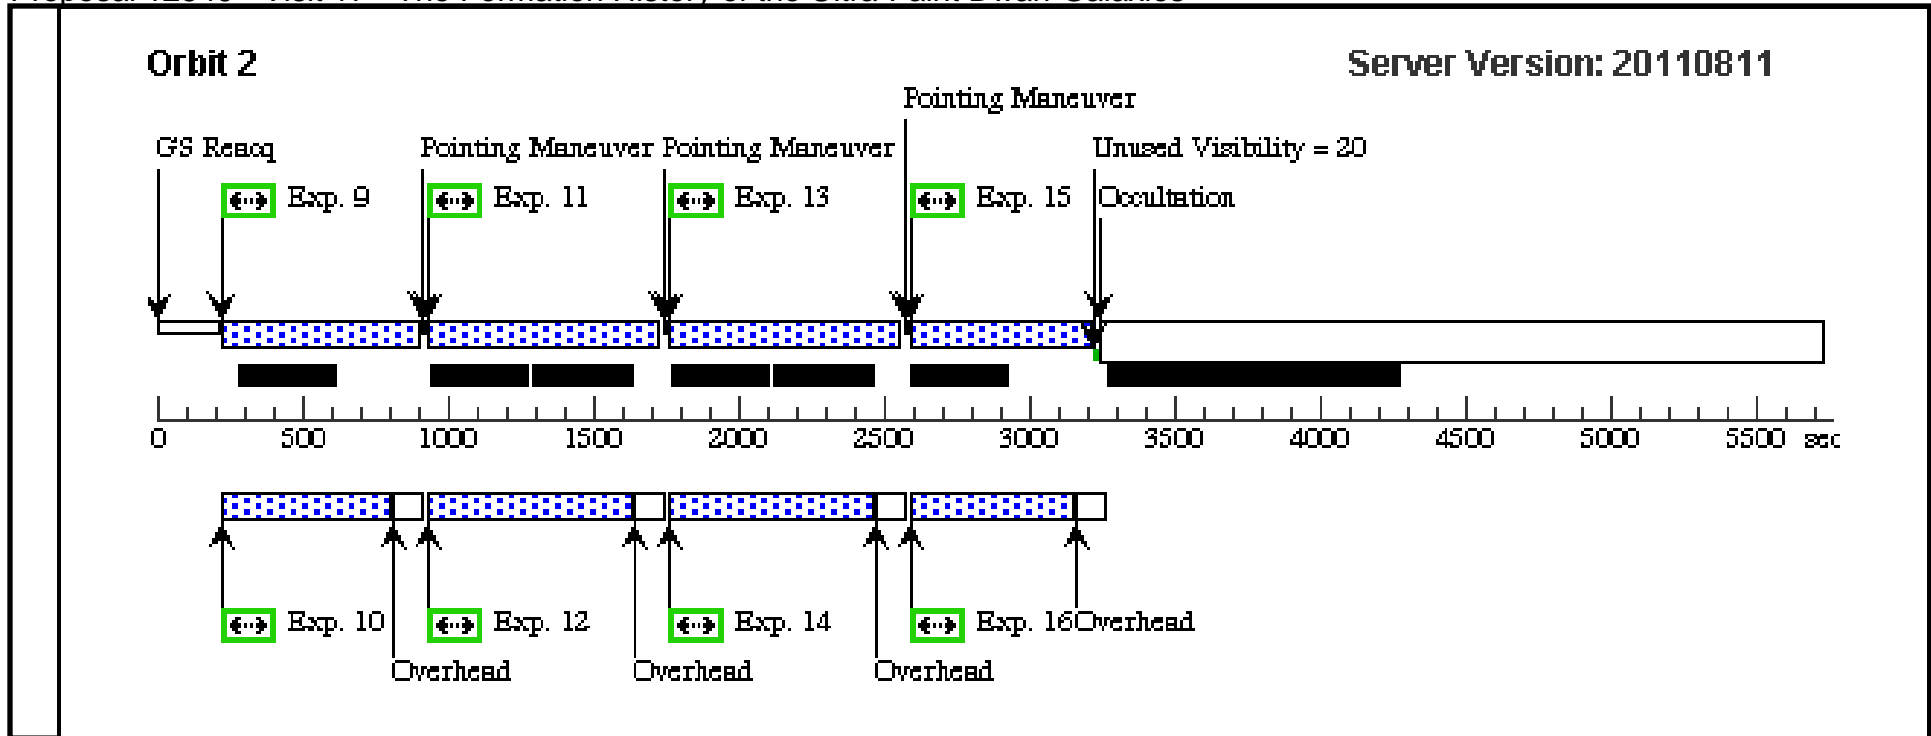 Orbit 2
Server Version: 20110811
Pointing Maneuver
GS Reacq
Pointing Maneuver
Pointing Maneuver
Unused Visibility = 20
Exp. 9
Exp. 11
Exp. 13
Exp. 15
Occultation
0
500
1000
1500
2000
2500
3000
3500
4000
4500
5000
5500
sec
Exp. 10
Exp. 12
Exp. 14
Exp. 16
Overhead
Overhead
Overhead
Overhead